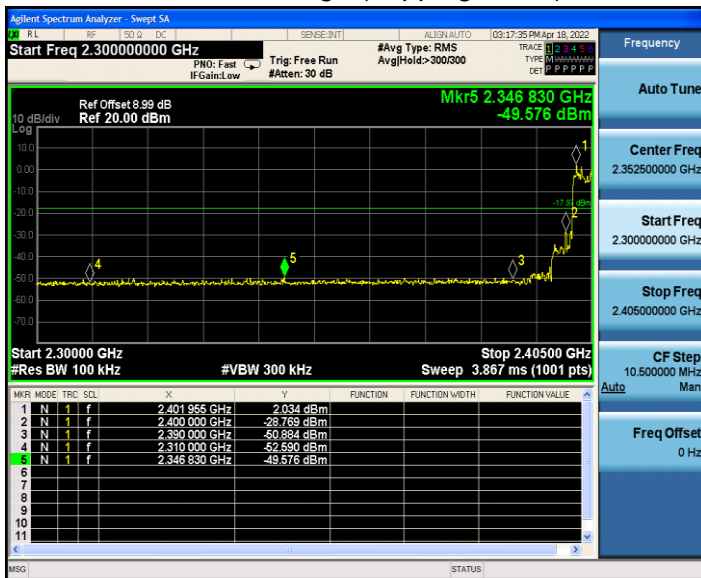 Agilent Spectrum Analyzer - Swept SA
RL RF 50 Ω DC SENSE:INT ALIGN AUTO 03:17:35 PM Apr 18, 2022
Start Freq 2.300000000 GHz
PNO: Fast
IFGain:Low
Trig: Free Run
#Atten: 30 dB
#Avg Type: RMS
Avg|Hold:>300/300
TRACE 1 2 3 4 5 6
TYPE M
DET P P P P P P
Mkr5 2.346 830 GHz
-49.576 dBm
Ref Offset 8.99 dB
10 dB/div Ref 20.00 dBm
Log
10.0
0.00
-10.0
-20.0
-30.0
-40.0
-50.0
-60.0
-70.0
1
2
3
4
5
Start 2.30000 GHz Stop 2.40500 GHz
#Res BW 100 kHz #VBW 300 kHz Sweep 3.867 ms (1001 pts)
MKR MODE TRC SCL X Y FUNCTION FUNCTION WIDTH FUNCTION VALUE
1 N 1 f 2.401 955 GHz 2.034 dBm
2 N 1 f 2.400 000 GHz -28.769 dBm
3 N 1 f 2.390 000 GHz -50.884 dBm
4 N 1 f 2.310 000 GHz -52.590 dBm
5 N 1 f 2.346 830 GHz -49.576 dBm
6
7
8
9
10
11
MSG STATUS
Frequency
Auto Tune
Center Freq
2.352500000 GHz
Start Freq
2.300000000 GHz
Stop Freq
2.405000000 GHz
CF Step
10.500000 MHz
Auto Man
Freq Offset
0 Hz